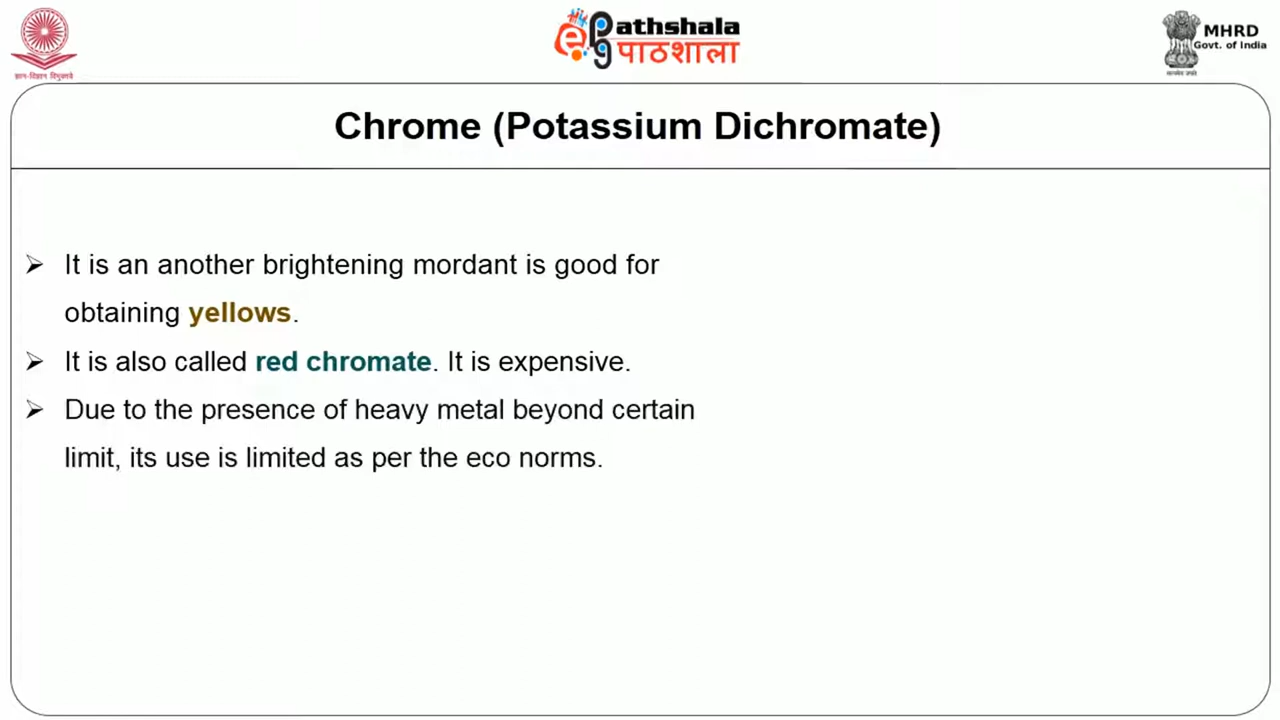 ePathshala
पाठशाला
MHRD
Govt. of India
Chrome (Potassium Dichromate)
➢ It is an another brightening mordant is good for
obtaining yellows.
➢ It is also called red chromate. It is expensive.
➢ Due to the presence of heavy metal beyond certain
limit, its use is limited as per the eco norms.